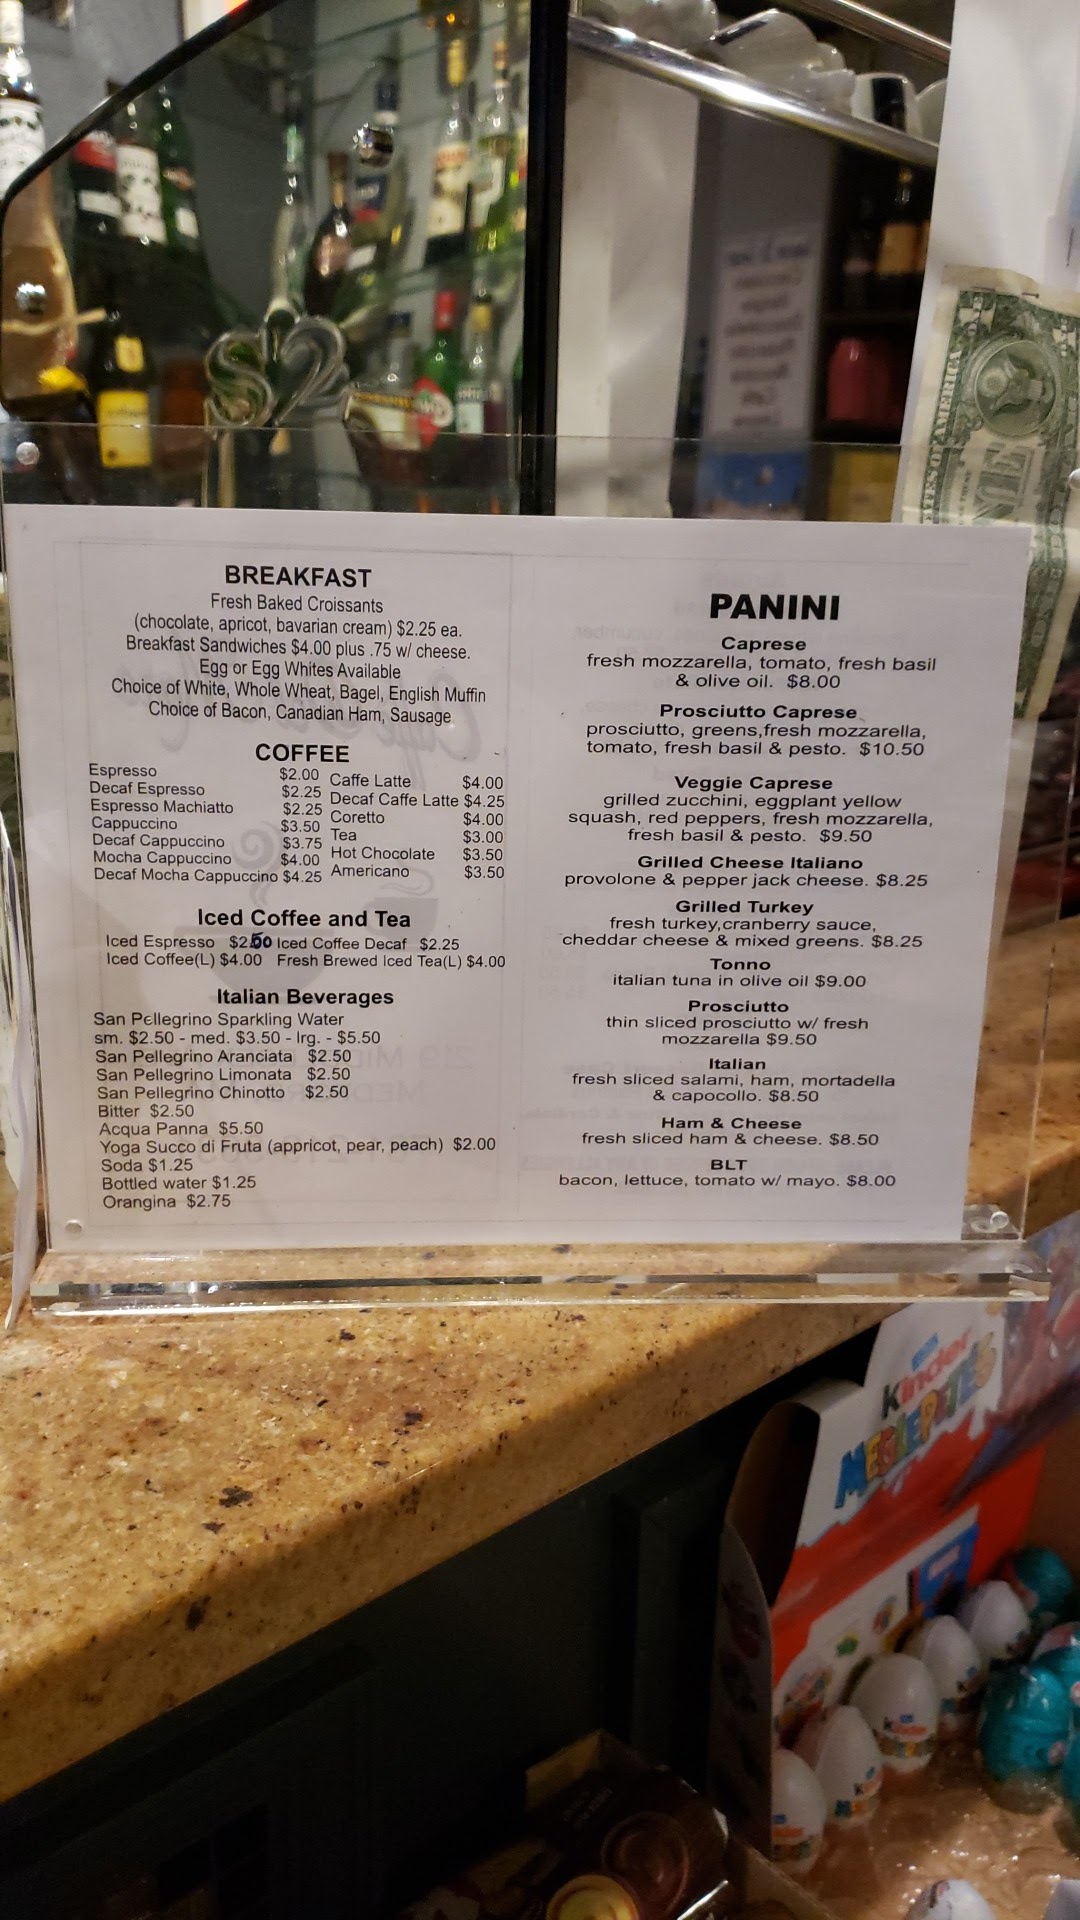 BREAKFAST
Fresh Baked Croissants
(chocolate, apricot, bavarian cream) $2.25 ea.
Breakfast Sandwiches $4.00 plus .75 w/ cheese.
Egg or Egg Whites Available
Choice of White, Whole Wheat, Bagel, English Muffin
Choice of Bacon, Canadian Ham, Sausage
COFFEE
Espresso $2.00
Decaf Espresso $2.25
Espresso Machiatto $2.25
Cappuccino $3.50
Decaf Cappuccino $3.75
Mocha Cappuccino $4.00
Decaf Mocha Cappuccino $4.25
Caffe Latte $4.00
Decaf Caffe Latte $4.25
Coretto $4.00
Tea $3.00
Hot Chocolate $3.50
Americano $3.50
Iced Coffee and Tea
Iced Espresso $2.50 Iced Coffee Decaf $2.25
Iced Coffee(L) $4.00 Fresh Brewed Iced Tea(L) $4.00
Italian Beverages
San Pellegrino Sparkling Water
sm. $2.50 - med. $3.50 - lrg. - $5.50
San Pellegrino Aranciata $2.50
San Pellegrino Limonata $2.50
San Pellegrino Chinotto $2.50
Bitter $2.50
Acqua Panna $5.50
Yoga Succo di Fruta (appricot, pear, peach) $2.00
Soda $1.25
Bottled water $1.25
Orangina $2.75
PANINI
Caprese
fresh mozzarella, tomato, fresh basil
& olive oil. $8.00
Prosciutto Caprese
prosciutto, greens,fresh mozzarella,
tomato, fresh basil & pesto. $10.50
Veggie Caprese
grilled zucchini, eggplant yellow
squash, red peppers, fresh mozzarella,
fresh basil & pesto. $9.50
Grilled Cheese Italiano
provolone & pepper jack cheese. $8.25
Grilled Turkey
fresh turkey,cranberry sauce,
cheddar cheese & mixed greens. $8.25
Tonno
italian tuna in olive oil $9.00
Prosciutto
thin sliced prosciutto w/ fresh
mozzarella $9.50
Italian
fresh sliced salami, ham, mortadella
& capocollo. $8.50
Ham & Cheese
fresh sliced ham & cheese. $8.50
BLT
bacon, lettuce, tomato w/ mayo. $8.00
Kinder